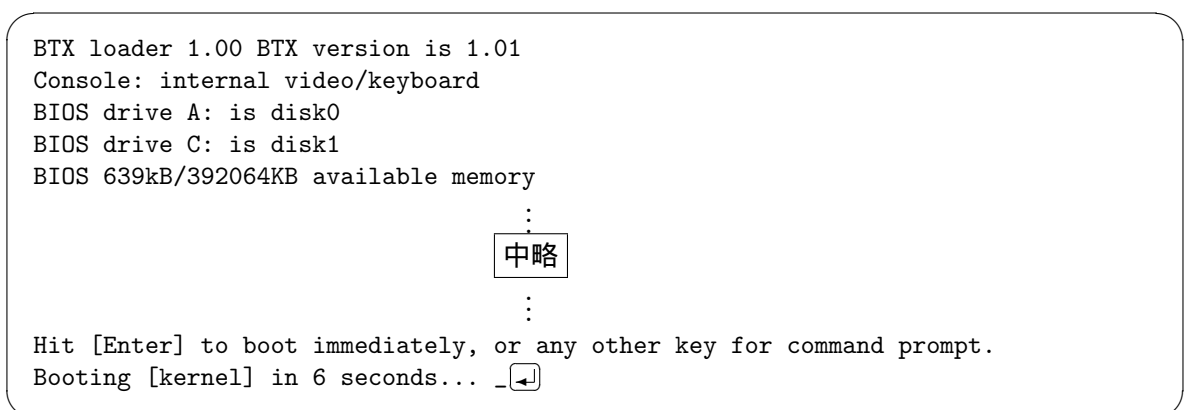 BTX loader 1.00 BTX version is 1.01
Console: internal video/keyboard
BIOS drive A: is disk0
BIOS drive C: is disk1
BIOS 639kB/392064KB available memory
⋮
中略
⋮
Hit [Enter] to boot immediately, or any other key for command prompt.
Booting [kernel] in 6 seconds... _↵